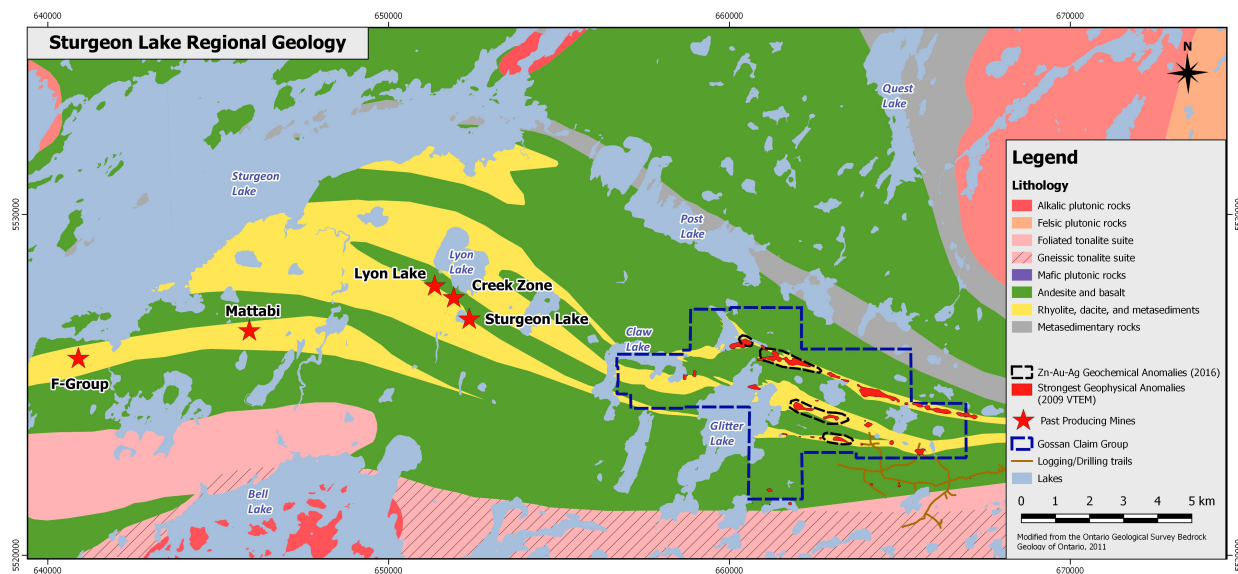 640000
650000
660000
670000
Sturgeon Lake Regional Geology
N
Quest
Lake
Sturgeon
Lake
5530000
5530000
Post
Lake
Lyon
Lake
Lyon Lake
Creek Zone
Sturgeon Lake
Mattabi
F-Group
Claw
Lake
Glitter
Lake
Bell
Lake
Legend
Lithology
Alkalic plutonic rocks
Felsic plutonic rocks
Foliated tonalite suite
Gneissic tonalite suite
Mafic plutonic rocks
Andesite and basalt
Rhyolite, dacite, and metasediments
Metasedimentary rocks
Zn-Au-Ag Geochemical Anomalies (2016)
Strongest Geophysical Anomalies
(2009 VTEM)
Past Producing Mines
Gossan Claim Group
Logging/Drilling trails
Lakes
0 1 2 3 4 5 km
Modified from the Ontario Geological Survey Bedrock
Geology of Ontario, 2011
5520000
5520000
640000
650000
660000
670000